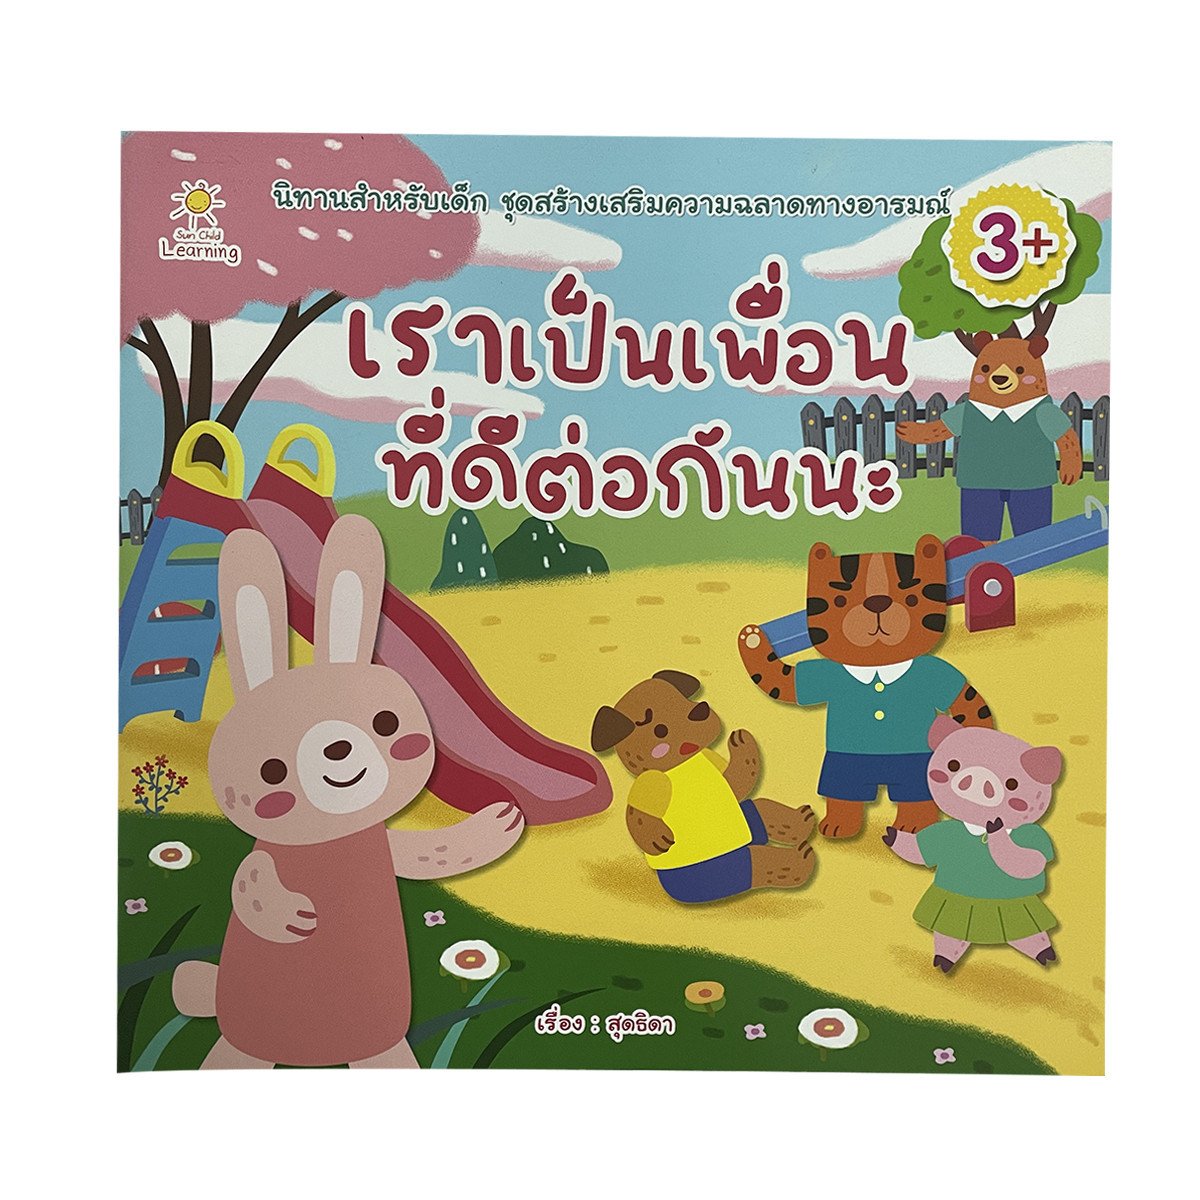 นิทานสำหรับเด็ก ชุดสร้างเสริมความฉลาดทางอารมณ์
3+
Sun Child
Learning
เราเป็นเพื่อน
ที่ดีต่อกันนะ
เรื่อง : สุดธิดา